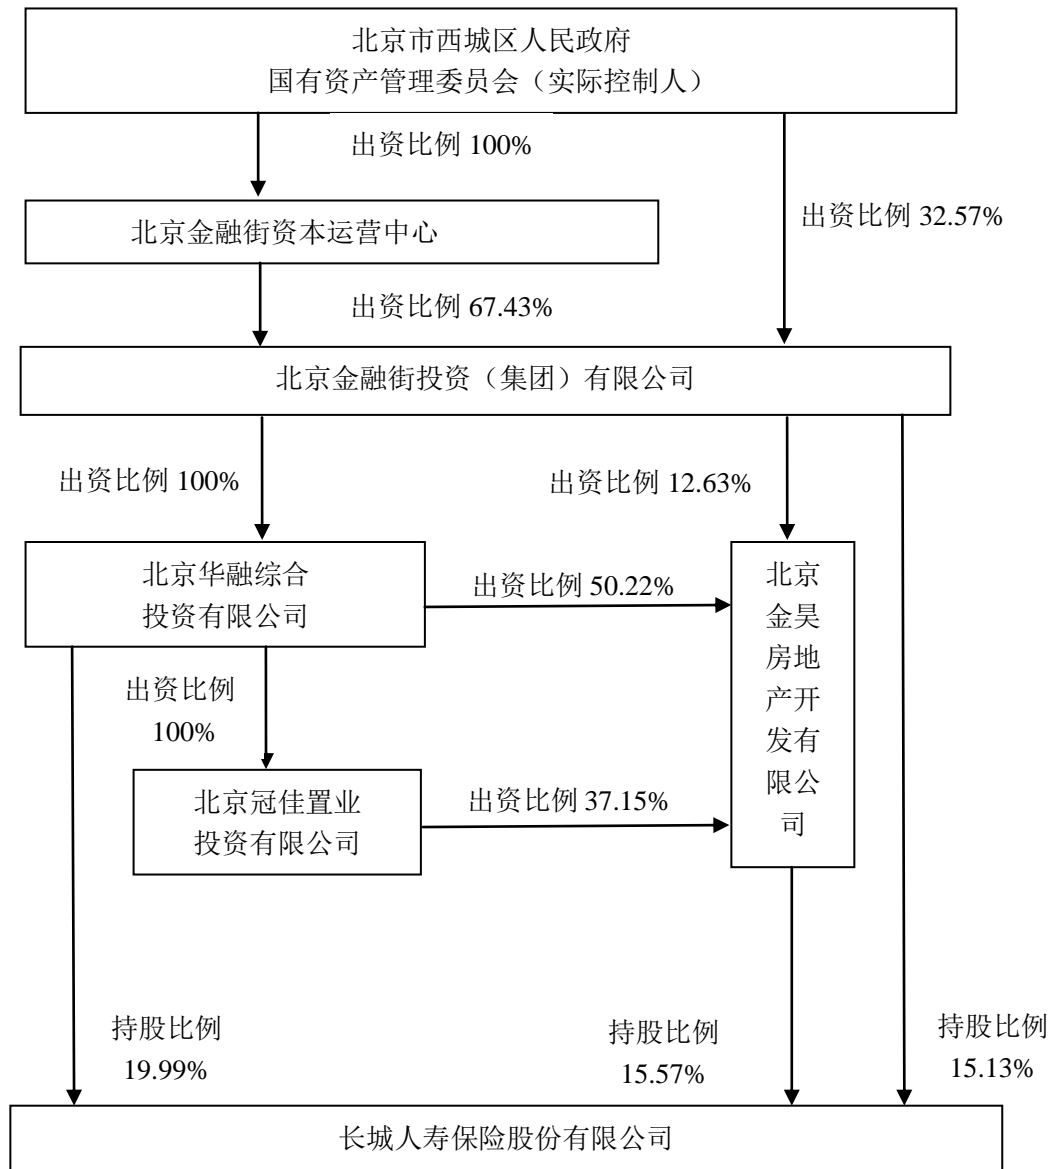 北京市西城区人民政府
国有资产管理委员会（实际控制人）
出资比例 100%
出资比例 32.57%
北京金融街资本运营中心
出资比例 67.43%
北京金融街投资（集团）有限公司
出资比例 100%
出资比例 12.63%
北京华融综合
投资有限公司
出资比例 50.22%
北京
金昊
房地
产开
发有
限公
司
出资比例
100%
北京冠佳置业
投资有限公司
出资比例 37.15%
持股比例
19.99%
持股比例
15.57%
持股比例
15.13%
长城人寿保险股份有限公司